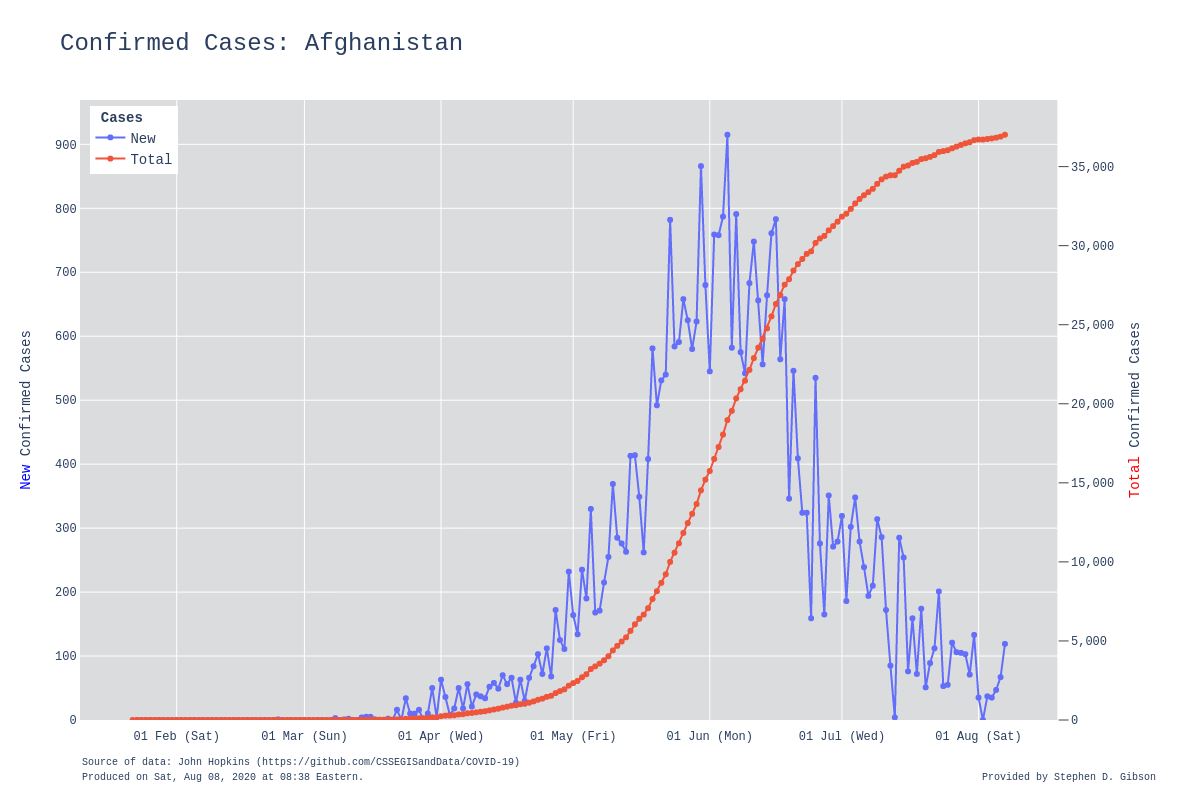 Confirmed Cases: Afghanistan
Cases
New
Total
900
800
700
600
500
400
300
200
100
0
35,000
30,000
25,000
20,000
15,000
10,000
5,000
0
New Confirmed Cases
Total Confirmed Cases
01 Feb (Sat)
01 Mar (Sun)
01 Apr (Wed)
01 May (Fri)
01 Jun (Mon)
01 Jul (Wed)
01 Aug (Sat)
Source of data: John Hopkins (https://github.com/CSSEGISandData/COVID-19)
Produced on Sat, Aug 08, 2020 at 08:38 Eastern.
Provided by Stephen D. Gibson